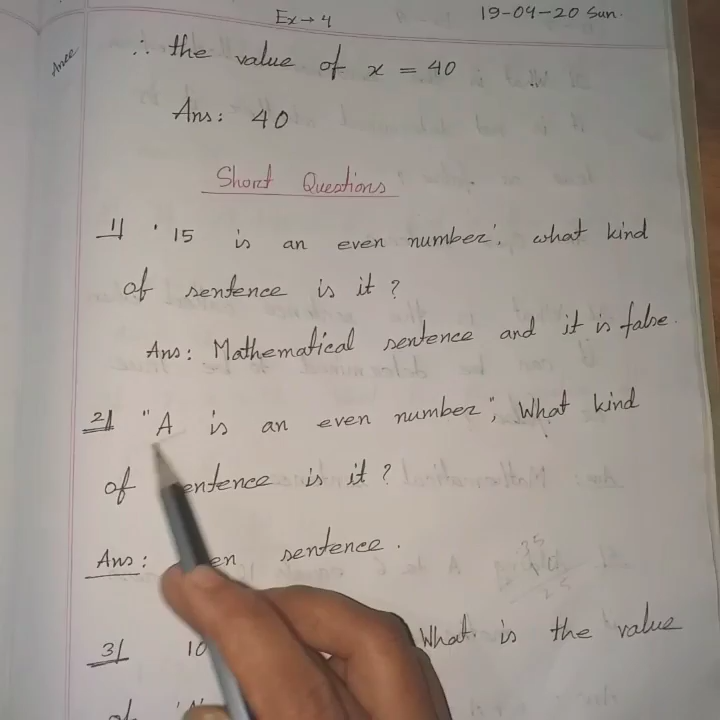 Ex→4
19-04-20 Sun.
∴ the value of x = 40
Ans: 40
Short Questions
1/ '15 is an even number'. what kind
of sentence is it?
Ans: Mathematical sentence and it is false.
2/ "A is an even number", What kind
of sentence is it?
Ans: sentence.
3/ 10 What is the value
of